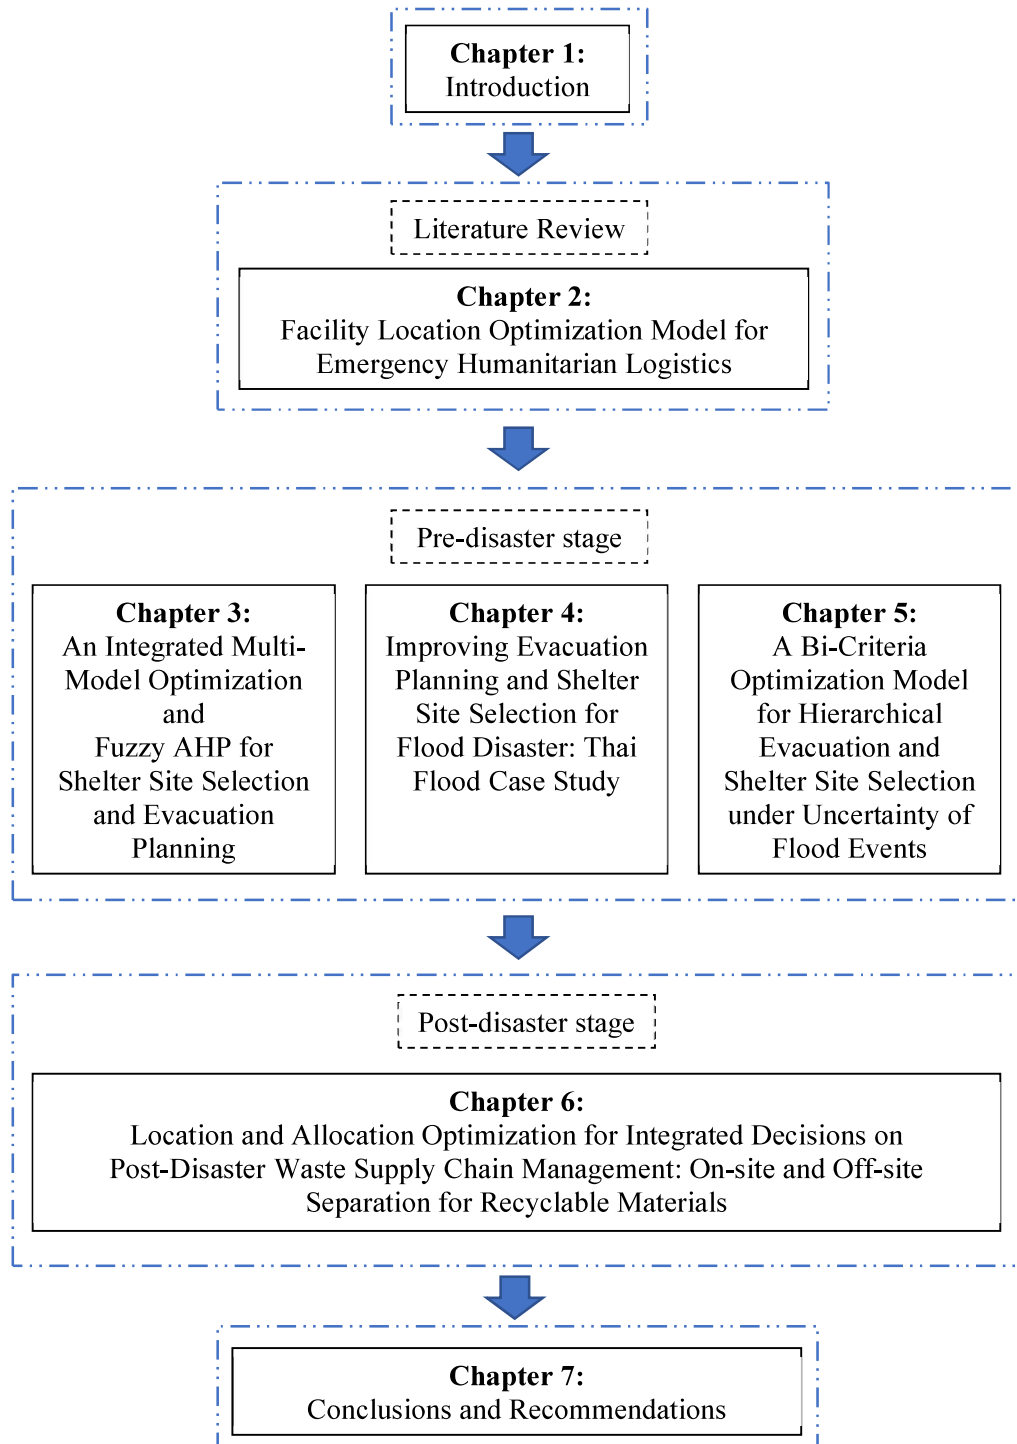 Chapter 1:
Introduction
Literature Review
Chapter 2:
Facility Location Optimization Model for
Emergency Humanitarian Logistics
Pre-disaster stage
Chapter 3:
An Integrated Multi-
Model Optimization
and
Fuzzy AHP for
Shelter Site Selection
and Evacuation
Planning
Chapter 4:
Improving Evacuation
Planning and Shelter
Site Selection for
Flood Disaster: Thai
Flood Case Study
Chapter 5:
A Bi-Criteria
Optimization Model
for Hierarchical
Evacuation and
Shelter Site Selection
under Uncertainty of
Flood Events
Post-disaster stage
Chapter 6:
Location and Allocation Optimization for Integrated Decisions on
Post-Disaster Waste Supply Chain Management: On-site and Off-site
Separation for Recyclable Materials
Chapter 7:
Conclusions and Recommendations